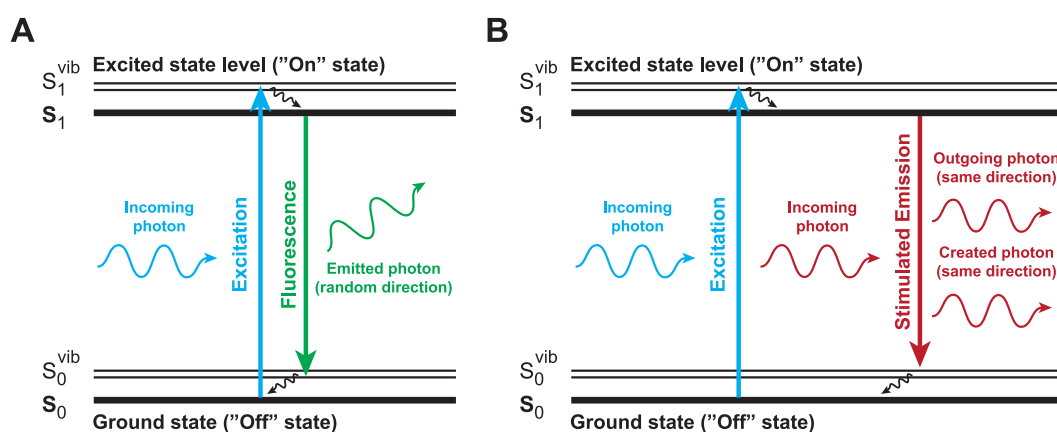 A
S₁ᵛⁱᵇ
Excited state level ("On" state)
S₁
Incoming
photon
Excitation
Fluorescence
Emitted photon
(random direction)
S₀ᵛⁱᵇ
S₀
Ground state ("Off" state)
B
S₁ᵛⁱᵇ
Excited state level ("On" state)
S₁
Incoming
photon
Excitation
Incoming
photon
Stimulated Emission
Outgoing photon
(same direction)
Created photon
(same direction)
S₀ᵛⁱᵇ
S₀
Ground state ("Off" state)